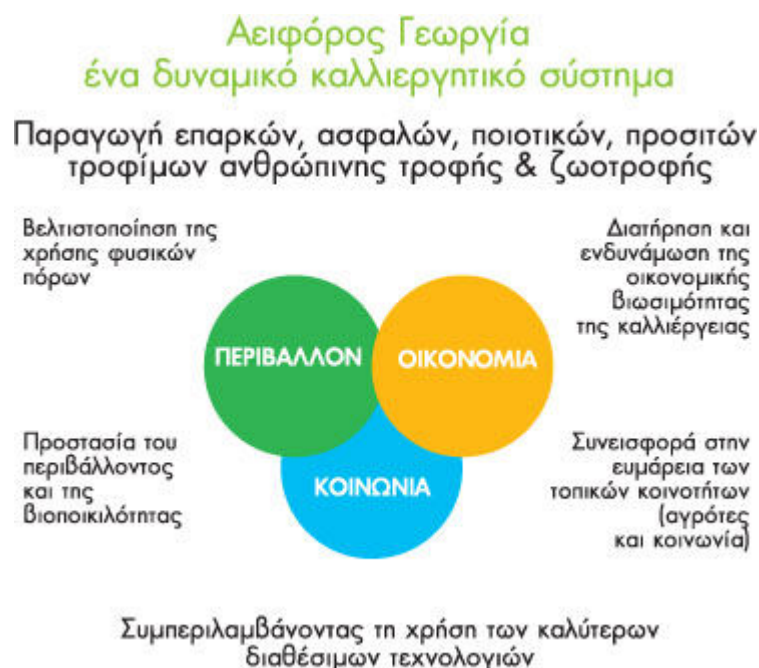 Αειφόρος Γεωργία
ένα δυναμικό καλλιεργητικό σύστημα
Παραγωγή επαρκών, ασφαλών, ποιοτικών, προσιτών
τροφίμων ανθρώπινης τροφής & ζωοτροφής
Βελτιστοποίηση της
χρήσης φυσικών
πόρων
Διατήρηση και
ενδυνάμωση της
οικονομικής
βιωσιμότητας
της καλλιέργειας
ΠΕΡΙΒΑΛΛΟΝ
ΟΙΚΟΝΟΜΙΑ
ΚΟΙΝΩΝΙΑ
Προστασία του
περιβάλλοντος
και της
βιοποικιλότητας
Συνεισφορά στην
ευμάρεια των
τοπικών κοινοτήτων
(αγρότες
και κοινωνία)
Συμπεριλαμβάνοντας τη χρήση των καλύτερων
διαθέσιμων τεχνολογιών